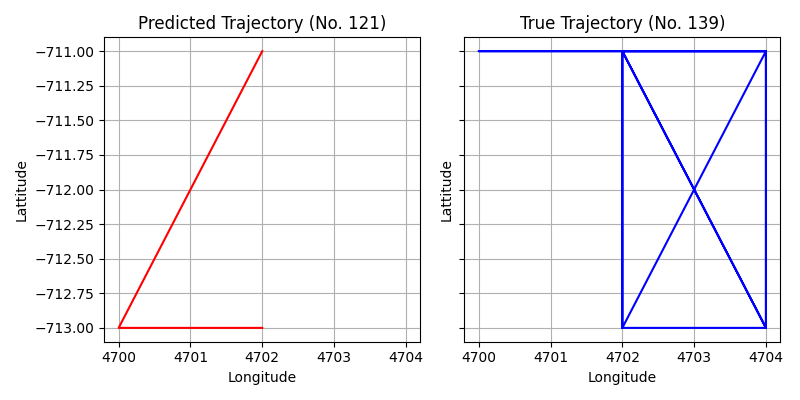 Predicted Trajectory (No. 121)
True Trajectory (No. 139)
−711.00
−711.25
−711.50
−711.75
−712.00
−712.25
−712.50
−712.75
−713.00
Lattitude
Lattitude
4700 4701 4702 4703 4704
4700 4701 4702 4703 4704
Longitude
Longitude